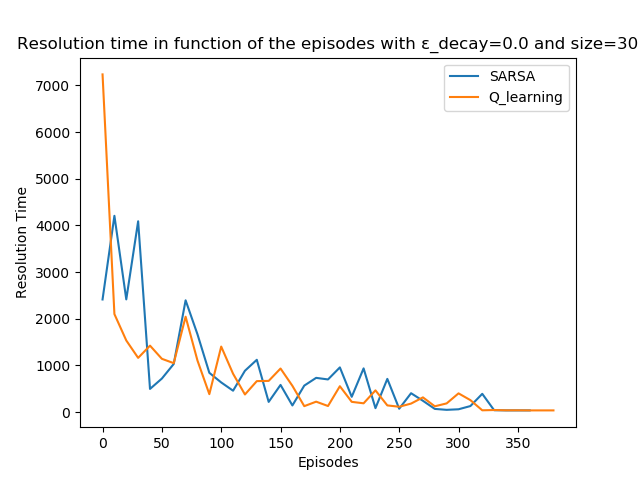 Resolution time in function of the episodes with ε_decay=0.0 and size=30
SARSA
Q_learning
7000
6000
5000
4000
3000
2000
1000
0
Resolution Time
0 50 100 150 200 250 300 350
Episodes